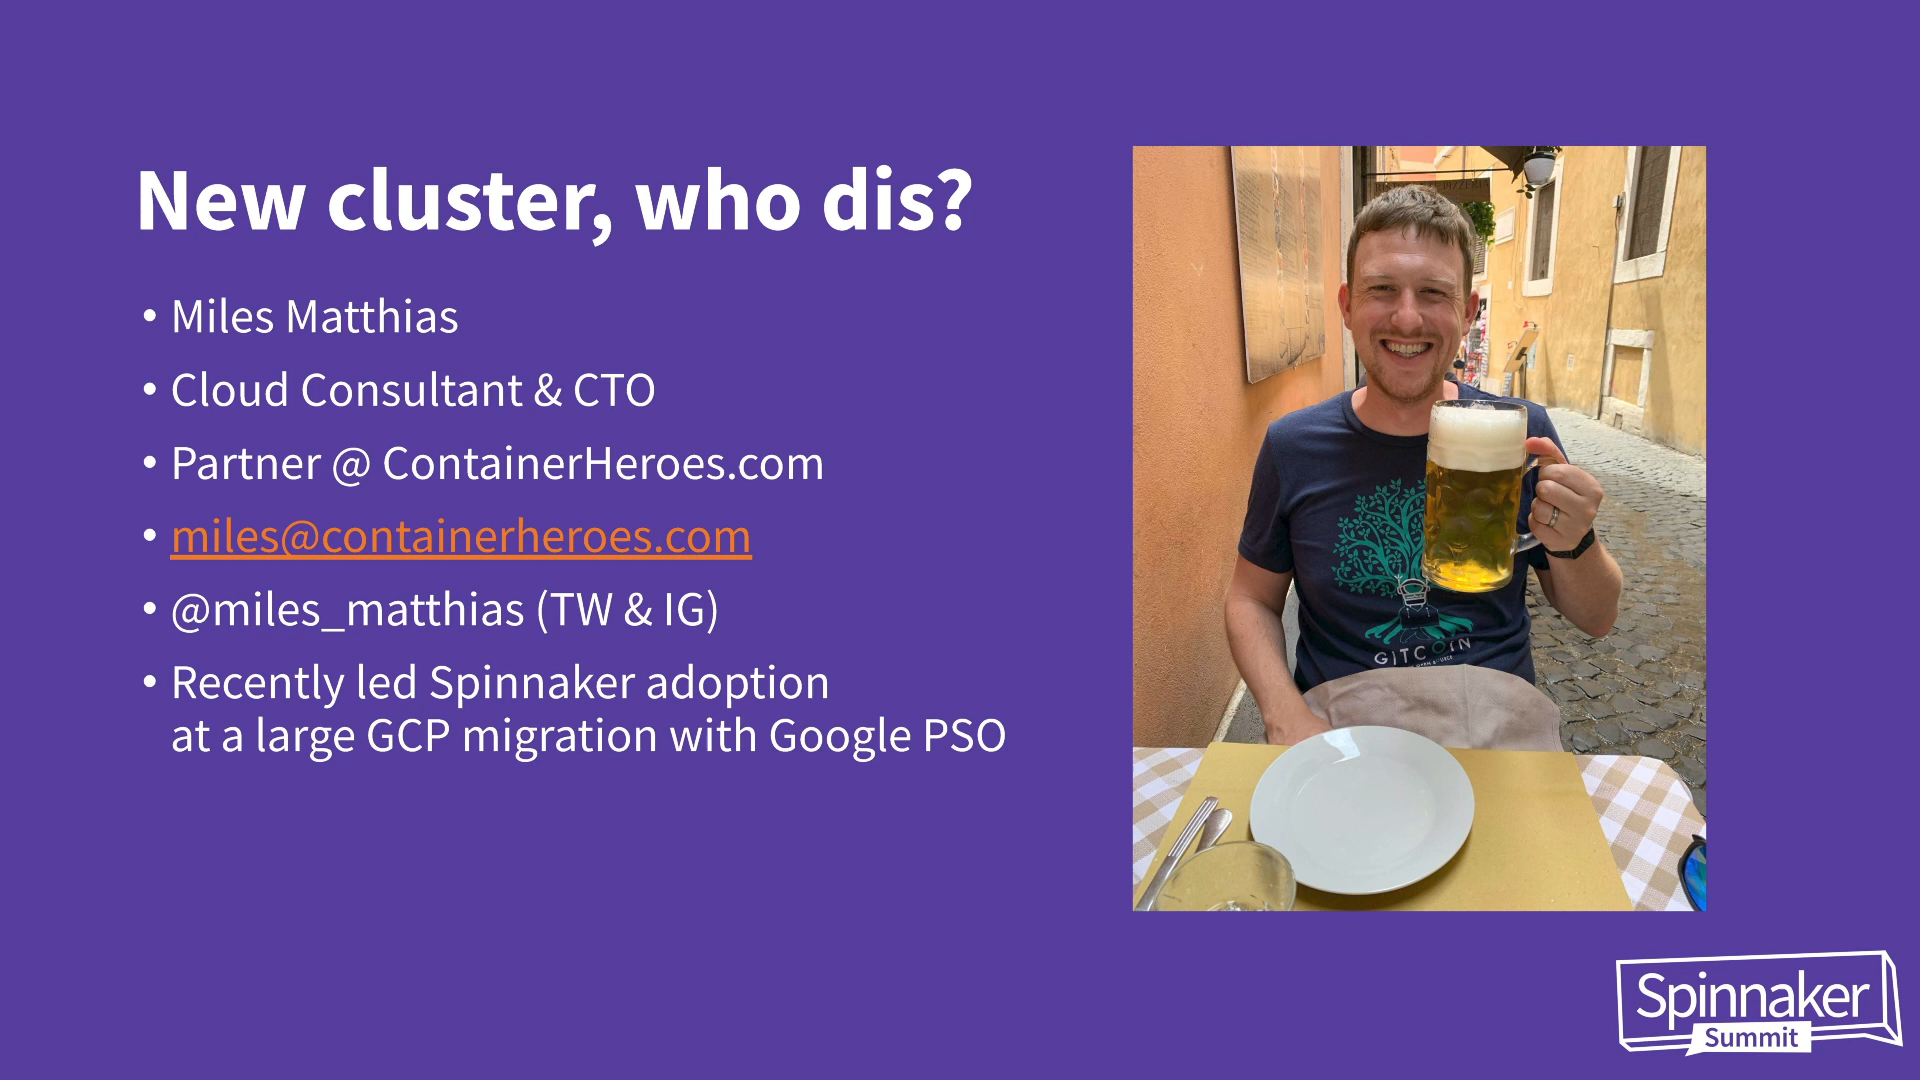 New cluster, who dis?
• Miles Matthias
• Cloud Consultant & CTO
• Partner @ ContainerHeroes.com
• miles@containerheroes.com
• @miles_matthias (TW & IG)
• Recently led Spinnaker adoption
at a large GCP migration with Google PSO
PIZZERIA
GITCOIN
Spinnaker
Summit